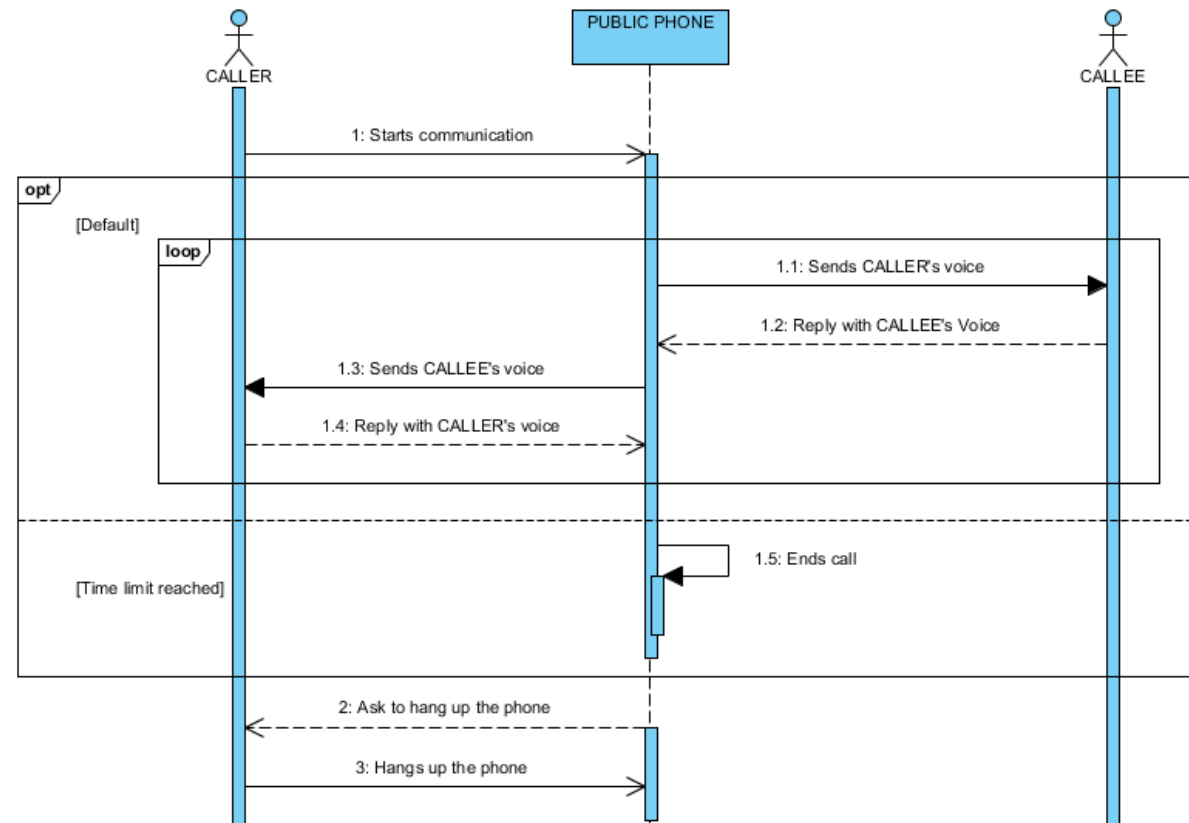 PUBLIC PHONE
CALLER
CALLEE
1: Starts communication
opt
[Default]
loop
1.1: Sends CALLER's voice
1.2: Reply with CALLEE's Voice
1.3: Sends CALLEE's voice
1.4: Reply with CALLER's voice
1.5: Ends call
[Time limit reached]
2: Ask to hang up the phone
3: Hangs up the phone